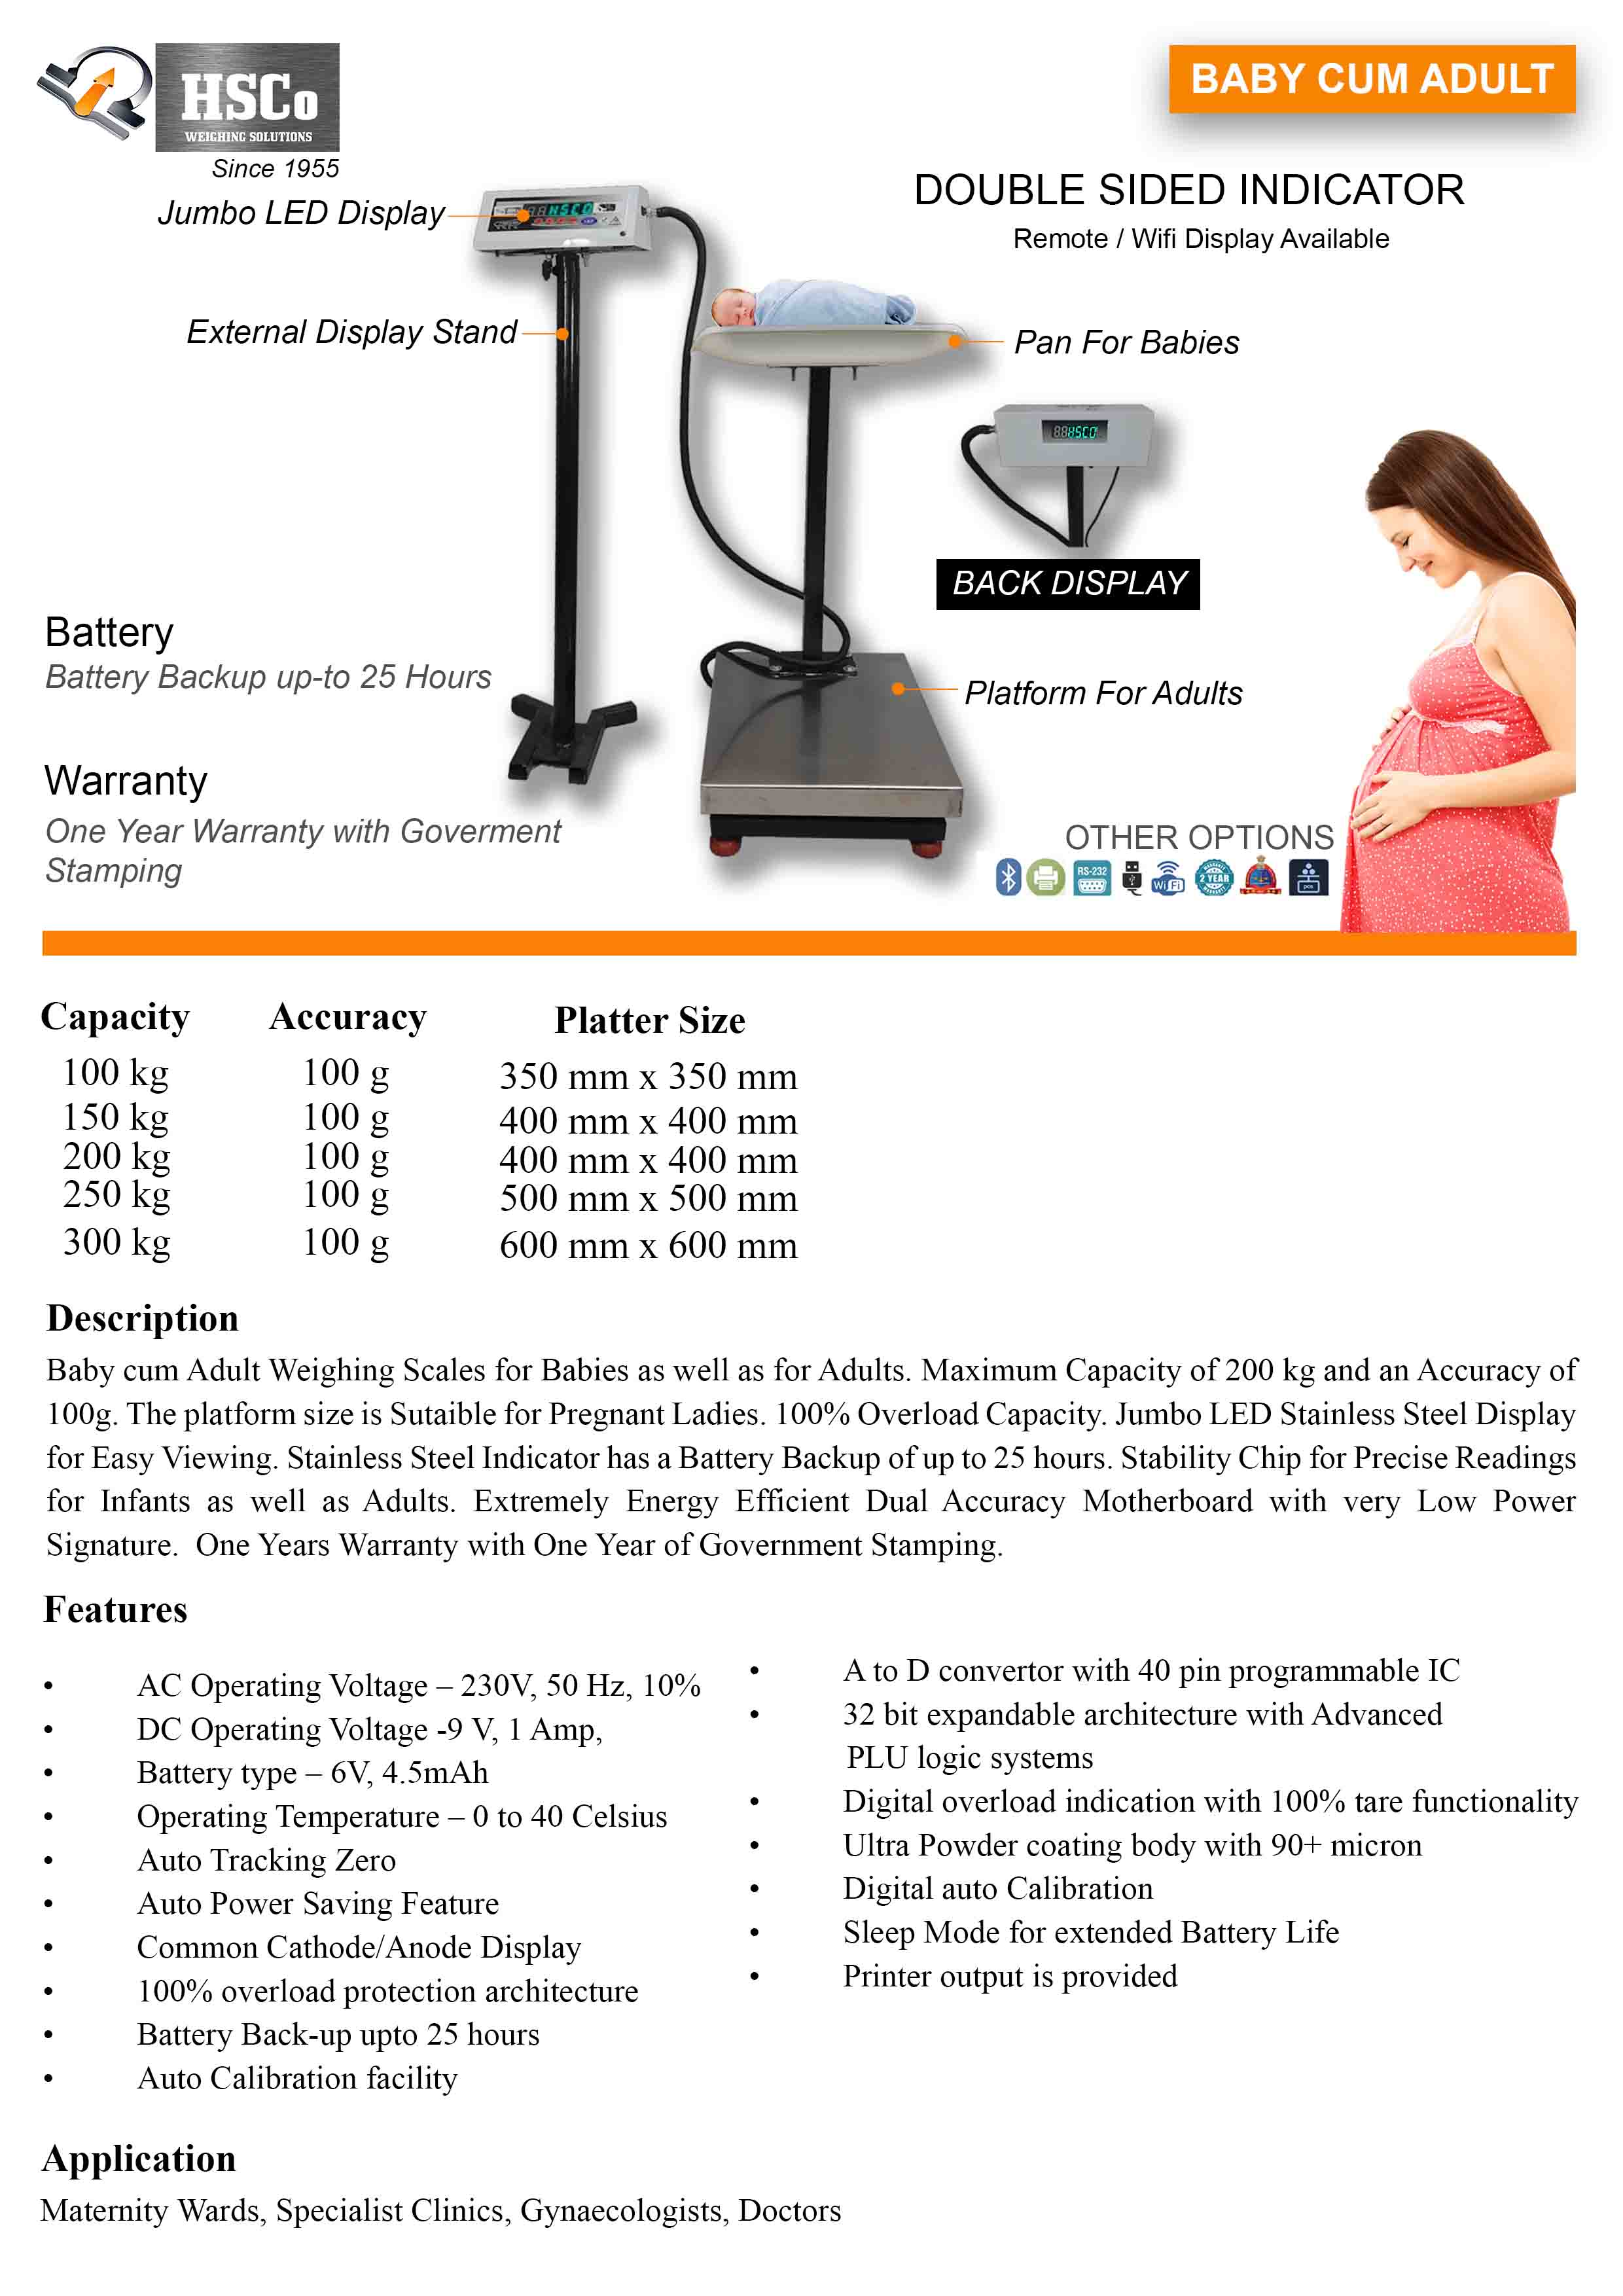 HSCo
WEIGHING SOLUTIONS
Since 1955
BABY CUM ADULT
DOUBLE SIDED INDICATOR
Remote / Wifi Display Available
Jumbo LED Display
HSCO
External Display Stand
Pan For Babies
HSCO
BACK DISPLAY
Battery
Battery Backup up-to 25 Hours
Platform For Adults
Warranty
One Year Warranty with Goverment
Stamping
OTHER OPTIONS
RS-232
WiFi
2 YEAR
pcs
Capacity Accuracy Platter Size
100 kg 100 g 350 mm x 350 mm
150 kg 100 g 400 mm x 400 mm
200 kg 100 g 400 mm x 400 mm
250 kg 100 g 500 mm x 500 mm
300 kg 100 g 600 mm x 600 mm
Description
Baby cum Adult Weighing Scales for Babies as well as for Adults. Maximum Capacity of 200 kg and an Accuracy of
100g. The platform size is Sutaible for Pregnant Ladies. 100% Overload Capacity. Jumbo LED Stainless Steel Display
for Easy Viewing. Stainless Steel Indicator has a Battery Backup of up to 25 hours. Stability Chip for Precise Readings
for Infants as well as Adults. Extremely Energy Efficient Dual Accuracy Motherboard with very Low Power
Signature. One Years Warranty with One Year of Government Stamping.
Features
• AC Operating Voltage – 230V, 50 Hz, 10%
• DC Operating Voltage -9 V, 1 Amp,
• Battery type – 6V, 4.5mAh
• Operating Temperature – 0 to 40 Celsius
• Auto Tracking Zero
• Auto Power Saving Feature
• Common Cathode/Anode Display
• 100% overload protection architecture
• Battery Back-up upto 25 hours
• Auto Calibration facility
• A to D convertor with 40 pin programmable IC
• 32 bit expandable architecture with Advanced
PLU logic systems
• Digital overload indication with 100% tare functionality
• Ultra Powder coating body with 90+ micron
• Digital auto Calibration
• Sleep Mode for extended Battery Life
• Printer output is provided
Application
Maternity Wards, Specialist Clinics, Gynaecologists, Doctors